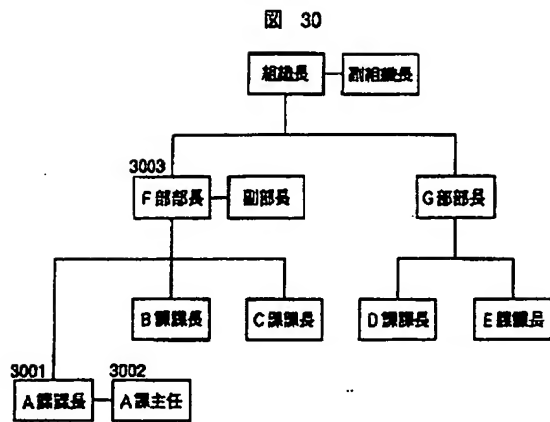 図 30
組織長
副組織長
3003
F部部長
副部長
G部部長
B課課長
C課課長
D課課長
E課課長
3001
3002
A課課長
A課主任